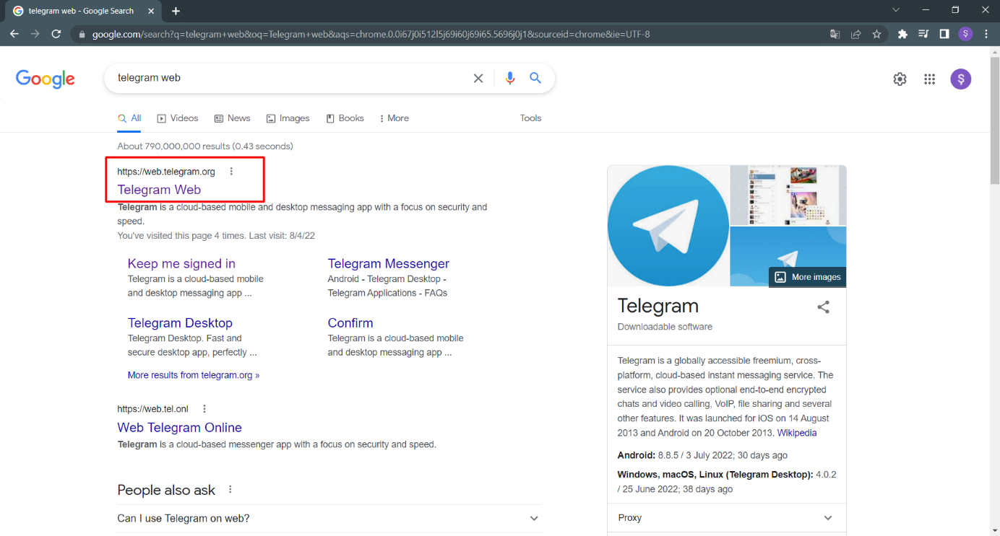 telegram web - Google Search
google.com/search?q=telegram+web&oq=Telegram+web&aqs=chrome.0.0i67j0i512l5j69i60j69i65.5696j0j1&sourceid=chrome&ie=UTF-8
S
Google
telegram web
S
All
Videos
News
Images
Books
More
Tools
About 790,000,000 results (0.43 seconds)
https://web.telegram.org
Telegram Web
Telegram is a cloud-based mobile and desktop messaging app with a focus on security and
speed.
You've visited this page 4 times. Last visit: 8/4/22
Keep me signed in
Telegram is a cloud-based mobile
and desktop messaging app ...
Telegram Messenger
Android - Telegram Desktop -
Telegram Applications - FAQs
Telegram Desktop
Telegram Desktop. Fast and
secure desktop app, perfectly ...
Confirm
Telegram is a cloud-based mobile
and desktop messaging app ...
More results from telegram.org »
https://web.tel.onl
Web Telegram Online
Telegram is a cloud-based messenger app with a focus on security and speed.
People also ask
Can I use Telegram on web?
More images
Telegram
Downloadable software
Telegram is a globally accessible freemium, cross-
platform, cloud-based instant messaging service. The
service also provides optional end-to-end encrypted
chats and video calling, VoIP, file sharing and several
other features. It was launched for iOS on 14 August
2013 and Android on 20 October 2013. Wikipedia
Android: 8.8.5 / 3 July 2022; 30 days ago
Windows, macOS, Linux (Telegram Desktop): 4.0.2
/ 25 June 2022; 38 days ago
Proxy